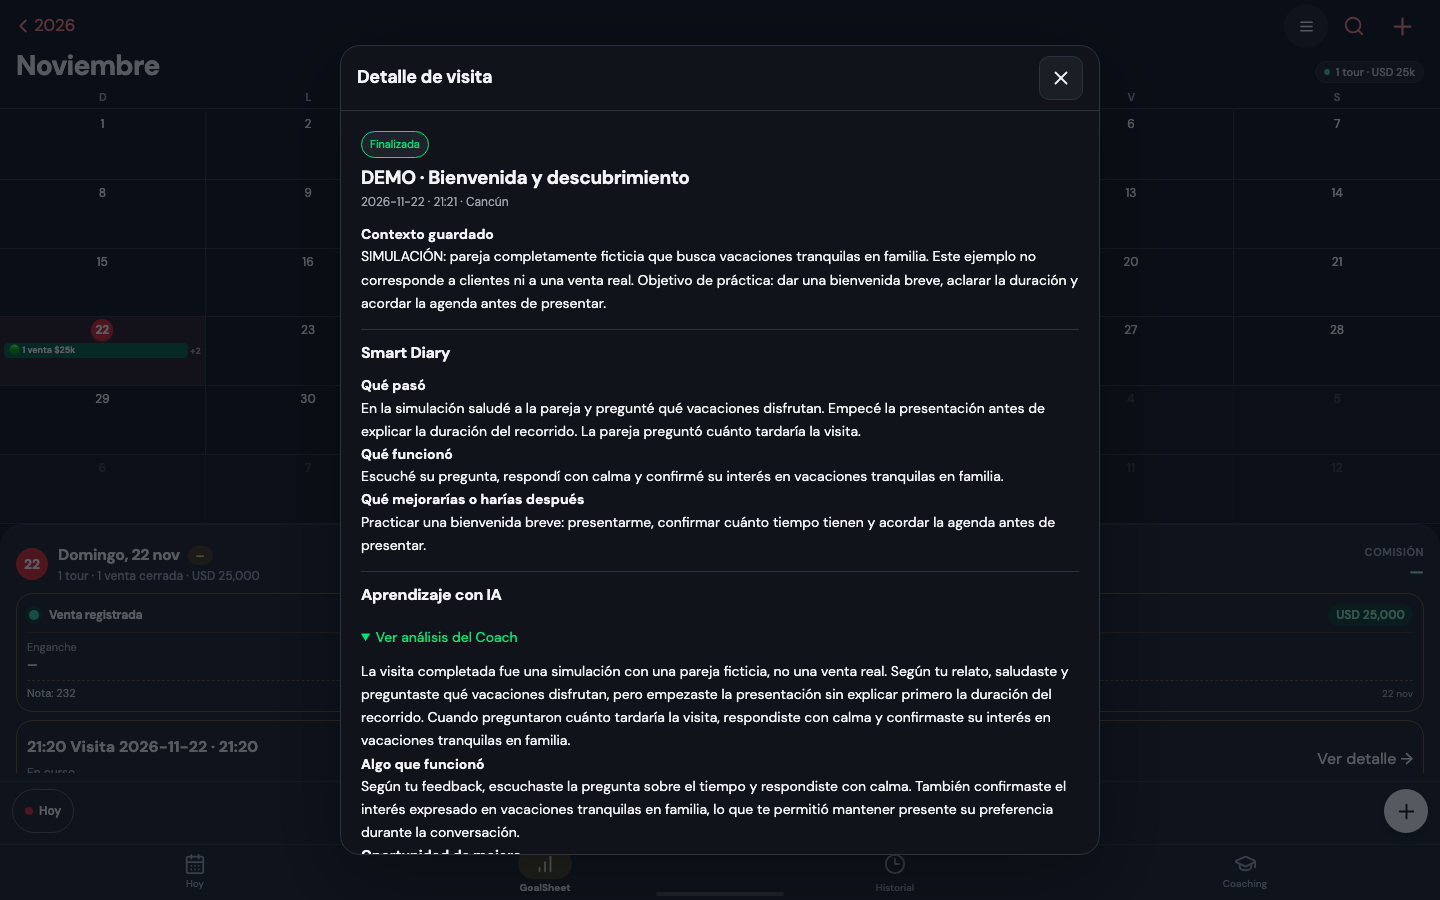 2026
Noviembre
1 tour · USD 25k
D
L
V
S
1
2
6
7
8
9
13
14
15
16
20
21
22
23
27
28
1 venta $25k
+2
29
30
4
5
6
7
11
12
Detalle de visita
Finalizada
DEMO · Bienvenida y descubrimiento
2026-11-22 · 21:21 · Cancún
Contexto guardado
SIMULACIÓN: pareja completamente ficticia que busca vacaciones tranquilas en familia. Este ejemplo no
corresponde a clientes ni a una venta real. Objetivo de práctica: dar una bienvenida breve, aclarar la duración y
acordar la agenda antes de presentar.
Smart Diary
Qué pasó
En la simulación saludé a la pareja y pregunté qué vacaciones disfrutan. Empecé la presentación antes de
explicar la duración del recorrido. La pareja preguntó cuánto tardaría la visita.
Qué funcionó
Escuché su pregunta, respondí con calma y confirmé su interés en vacaciones tranquilas en familia.
Qué mejorarías o harías después
Practicar una bienvenida breve: presentarme, confirmar cuánto tiempo tienen y acordar la agenda antes de
presentar.
Aprendizaje con IA
▼ Ver análisis del Coach
La visita completada fue una simulación con una pareja ficticia, no una venta real. Según tu relato, saludaste y
preguntaste qué vacaciones disfrutan, pero empezaste la presentación sin explicar primero la duración del
recorrido. Cuando preguntaron cuánto tardaría la visita, respondiste con calma y confirmaste su interés en
vacaciones tranquilas en familia.
Algo que funcionó
Según tu feedback, escuchaste la pregunta sobre el tiempo y respondiste con calma. También confirmaste el
interés expresado en vacaciones tranquilas en familia, lo que te permitió mantener presente su preferencia
durante la conversación.
Oportunidad de mejora
22
Domingo, 22 nov
–
1 tour · 1 venta cerrada · USD 25,000
COMISIÓN
—
Venta registrada
USD 25,000
Enganche
—
Nota: 232
22 nov
21:20 Visita 2026-11-22 · 21:20
En curso
Ver detalle →
Hoy
Hoy
GoalSheet
Historial
Coaching